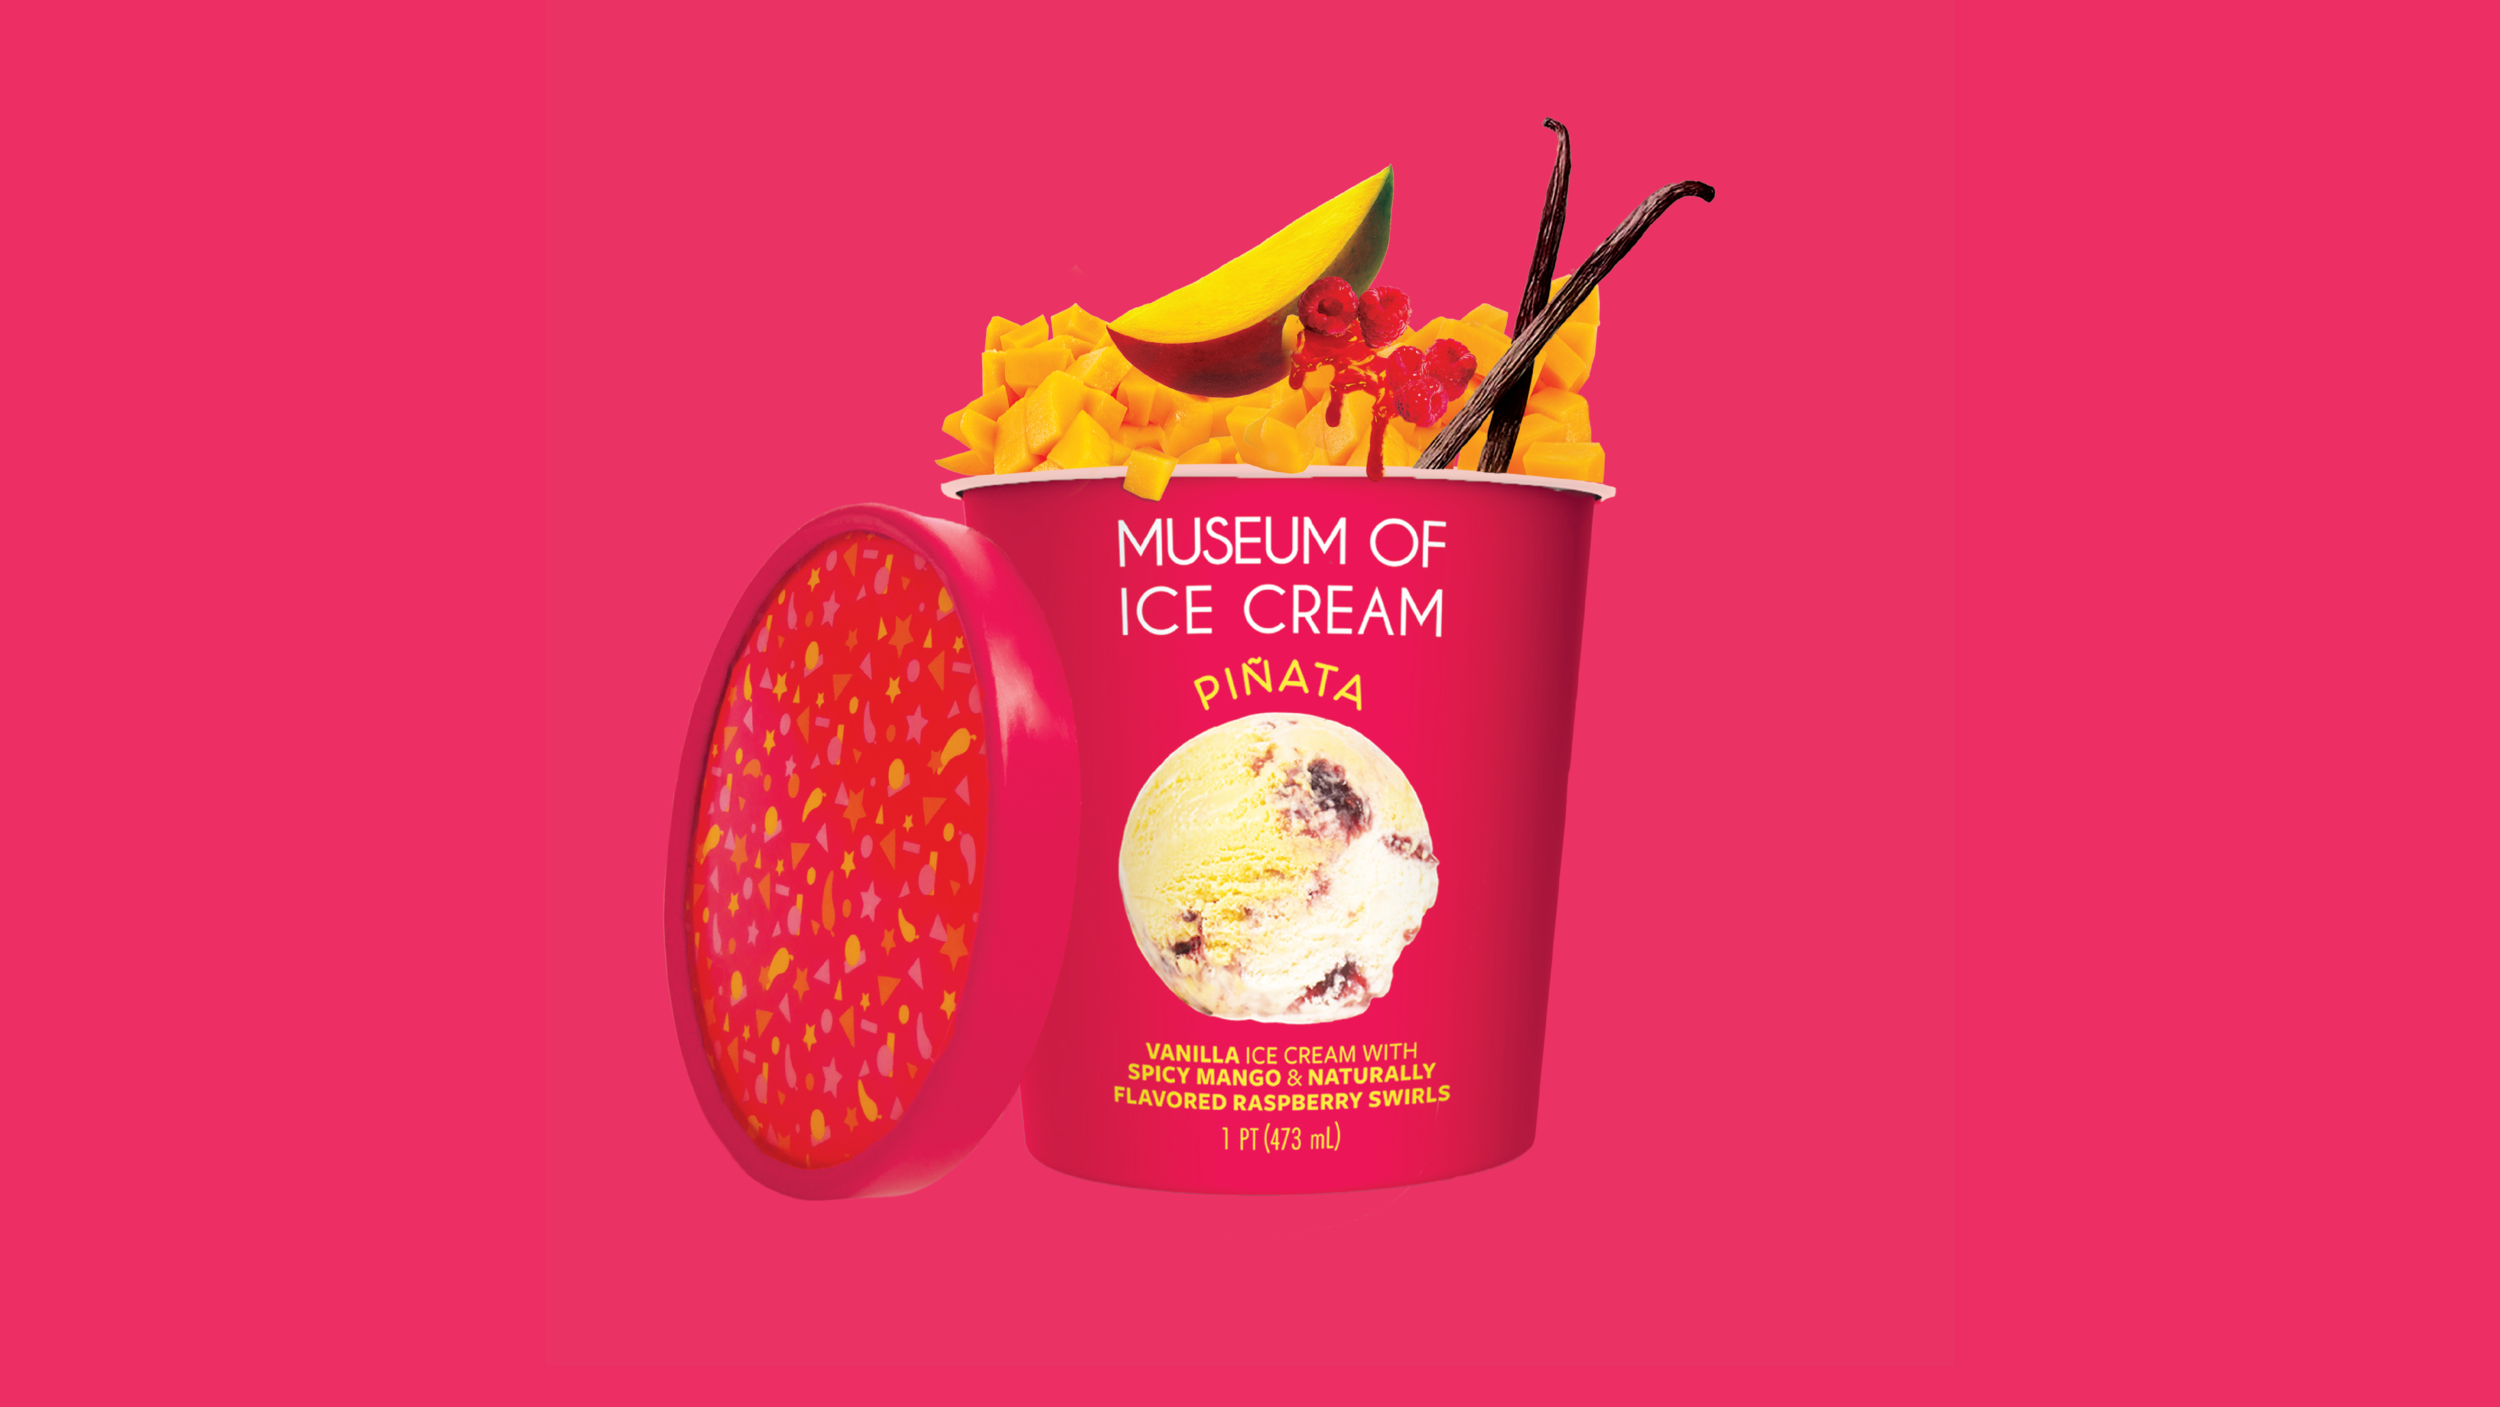 MUSEUM OF
ICE CREAM
PIÑATA
VANILLA ICE CREAM WITH
SPICY MANGO & NATURALLY
FLAVORED RASPBERRY SWIRLS
1 PT (473 mL)